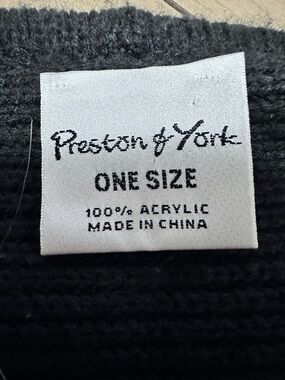 Preston & York
ONE SIZE
100% ACRYLIC
MADE IN CHINA